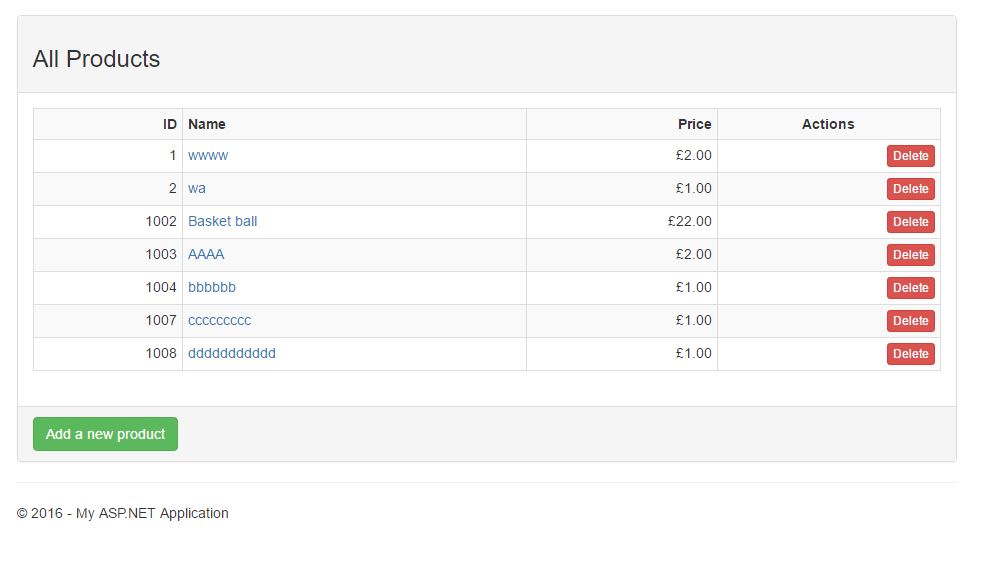 All Products
ID Name Price Actions
1 wwww £2.00 Delete
2 wa £1.00 Delete
1002 Basket ball £22.00 Delete
1003 AAAA £2.00 Delete
1004 bbbbbb £1.00 Delete
1007 ccccccccc £1.00 Delete
1008 ddddddddddd £1.00 Delete
Add a new product
© 2016 - My ASP.NET Application